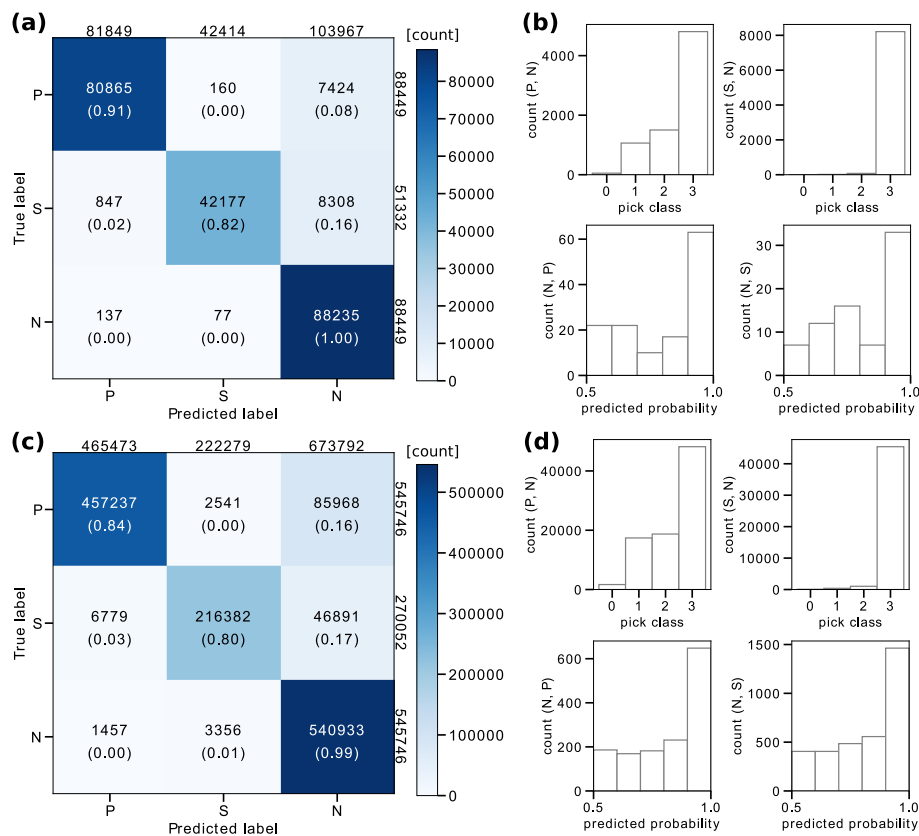 (a)
81849 42414 103967
[count]
P
80865 160 7424
(0.91) (0.00) (0.08)
88449
S
847 42177 8308
(0.02) (0.82) (0.16)
51332
N
137 77 88235
(0.00) (0.00) (1.00)
88449
True label
P S N
Predicted label
80000
70000
60000
50000
40000
30000
20000
10000
0
(b)
count (P, N)
4000
2000
0
0 1 2 3
pick class
count (S, N)
8000
6000
4000
2000
0
0 1 2 3
pick class
count (N, P)
60
40
20
0
0.5 1.0
predicted probability
count (N, S)
30
20
10
0
0.5 1.0
predicted probability
(c)
465473 222279 673792
[count]
P
457237 2541 85968
(0.84) (0.00) (0.16)
545746
S
6779 216382 46891
(0.03) (0.80) (0.17)
270052
N
1457 3356 540933
(0.00) (0.01) (0.99)
545746
True label
P S N
Predicted label
500000
400000
300000
200000
100000
0
(d)
count (P, N)
40000
20000
0
0 1 2 3
pick class
count (S, N)
40000
30000
20000
10000
0
0 1 2 3
pick class
count (N, P)
600
400
200
0
0.5 1.0
predicted probability
count (N, S)
1500
1000
500
0
0.5 1.0
predicted probability